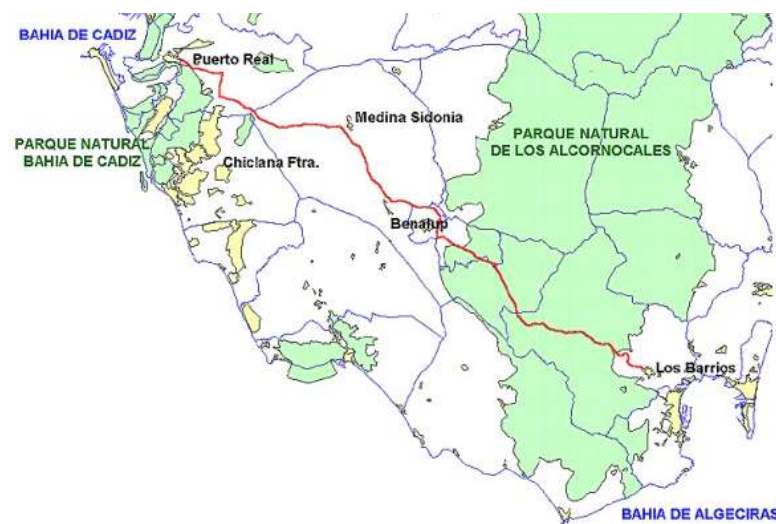 BAHIA DE CADIZ
Puerto Real
Medina Sidonia
PARQUE NATURAL
DE LOS ALCORNOCALES
PARQUE NATURAL
BAHIA DE CADIZ
Chiclana Ftra.
Benalup
Los Barrios
BAHIA DE ALGECIRAS